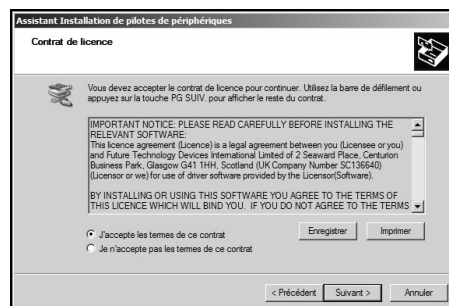 Assistant Installation de pilotes de périphériques
Contrat de licence
Vous devez accepter le contrat de licence pour continuer. Utilisez la barre de défilement ou
appuyez sur la touche PG SUIV. pour afficher le reste du contrat.
IMPORTANT NOTICE: PLEASE READ CAREFULLY BEFORE INSTALLING THE
RELEVANT SOFTWARE:
This licence agreement (Licence) is a legal agreement between you (Licensee or you)
and Future Technology Devices International Limited of 2 Seaward Place, Centurion
Business Park, Glasgow G41 1HH, Scotland (UK Company Number SC136640)
(Licensor or we) for use of driver software provided by the Licensor(Software).
BY INSTALLING OR USING THIS SOFTWARE YOU AGREE TO THE TERMS OF
THIS LICENCE WHICH WILL BIND YOU. IF YOU DO NOT AGREE TO THE TERMS
J'accepte les termes de ce contrat
Enregistrer
Imprimer
Je n'accepte pas les termes de ce contrat
< Précédent
Suivant >
Annuler